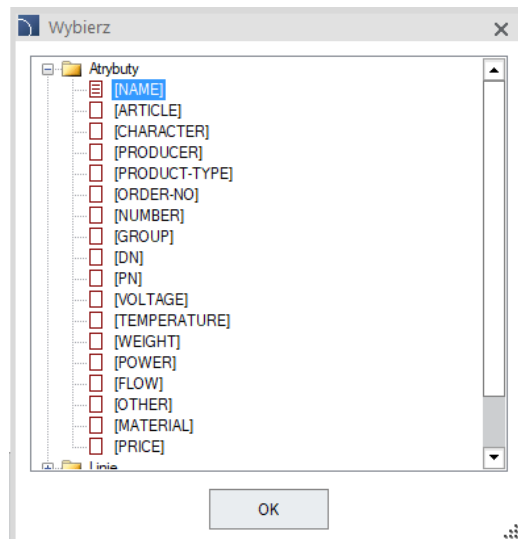 Wybierz
Atrybuty
[NAME]
[ARTICLE]
[CHARACTER]
[PRODUCER]
[PRODUCT-TYPE]
[ORDER-NO]
[NUMBER]
[GROUP]
[DN]
[PN]
[VOLTAGE]
[TEMPERATURE]
[WEIGHT]
[POWER]
[FLOW]
[OTHER]
[MATERIAL]
[PRICE]
Linie
OK